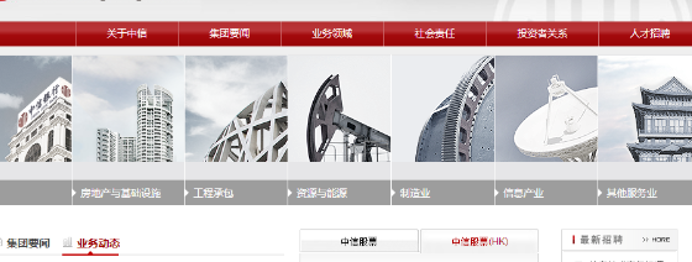 关于中信 集团要闻 业务领域 社会责任 投资者关系 人才招聘
中信银行
房地产与基础设施 工程承包 资源与能源 制造业 信息产业 其他服务业
集团要闻 业务动态 中信股票 中信股票(HK) 最新招聘 >> HOME